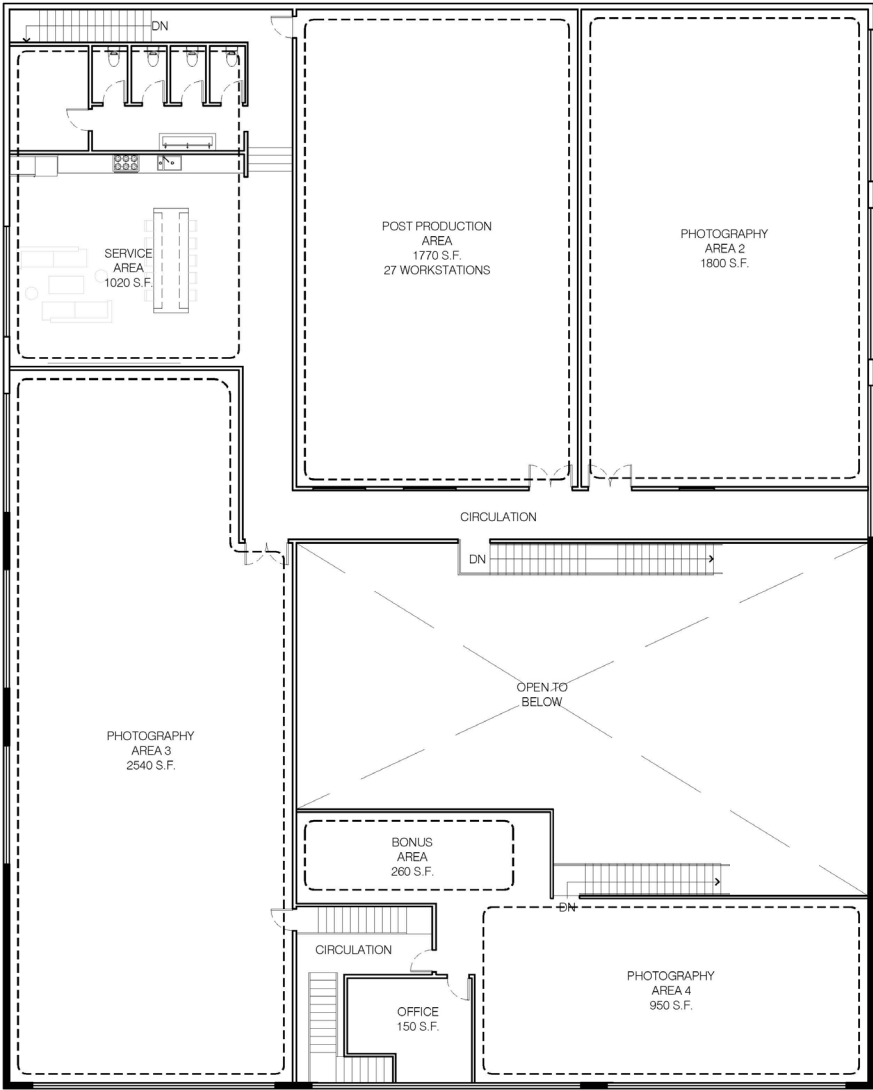 DN
POST PRODUCTION
AREA
1770 S.F.
27 WORKSTATIONS
PHOTOGRAPHY
AREA 2
1800 S.F.
SERVICE
AREA
1020 S.F.
CIRCULATION
DN
OPEN TO
BELOW
PHOTOGRAPHY
AREA 3
2540 S.F.
BONUS
AREA
260 S.F.
DN
CIRCULATION
PHOTOGRAPHY
AREA 4
950 S.F.
OFFICE
150 S.F.